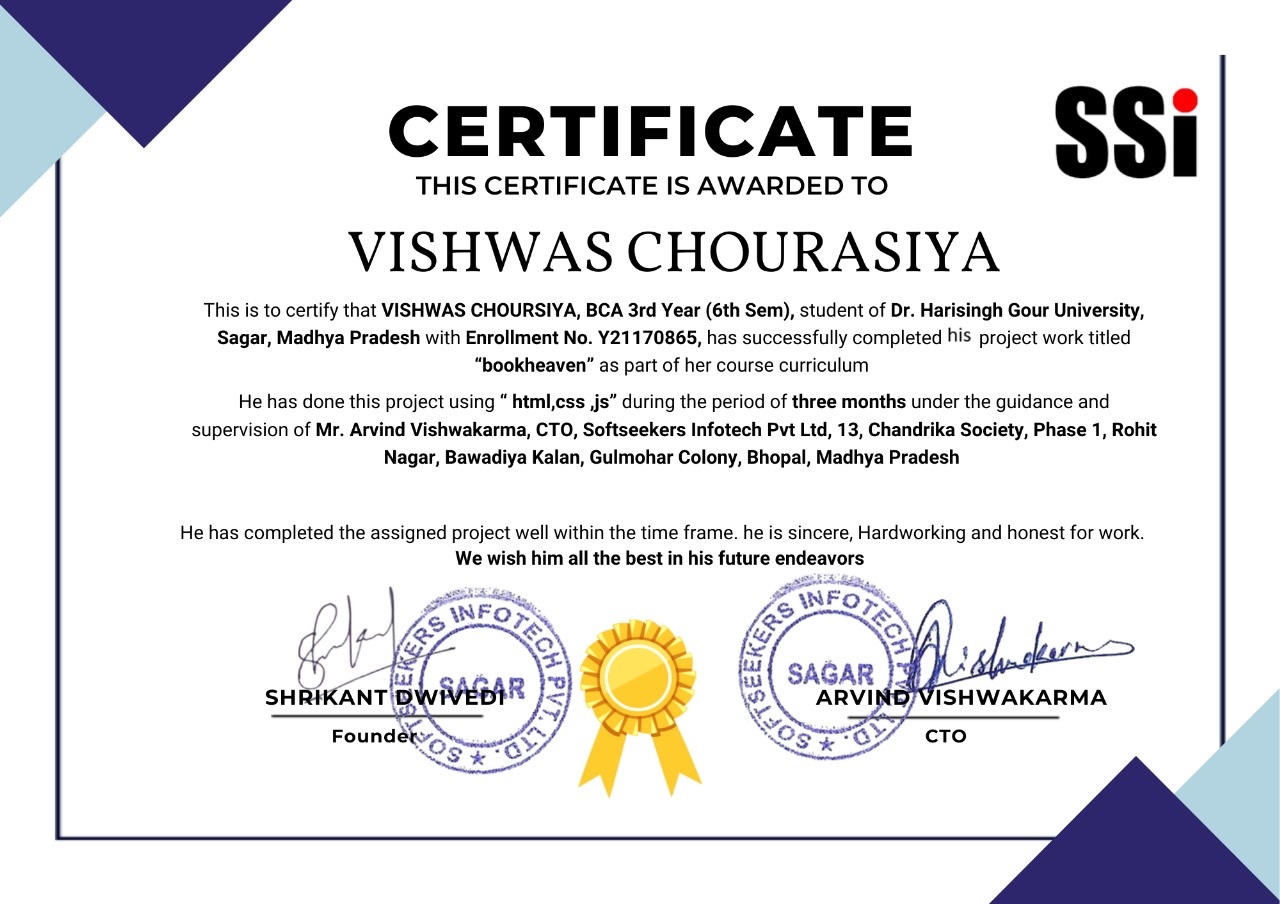 CERTIFICATE
SSi
THIS CERTIFICATE IS AWARDED TO
VISHWAS CHOURASIYA
This is to certify that VISHWAS CHOURSIYA, BCA 3rd Year (6th Sem), student of Dr. Harisingh Gour University,
Sagar, Madhya Pradesh with Enrollment No. Y21170865, has successfully completed his project work titled
“bookheaven” as part of her course curriculum
He has done this project using “ html,css ,js” during the period of three months under the guidance and
supervision of Mr. Arvind Vishwakarma, CTO, Softseekers Infotech Pvt Ltd, 13, Chandrika Society, Phase 1, Rohit
Nagar, Bawadiya Kalan, Gulmohar Colony, Bhopal, Madhya Pradesh
He has completed the assigned project well within the time frame. he is sincere, Hardworking and honest for work.
We wish him all the best in his future endeavors
SOFTSEEKERS INFOTECH PVT. LTD.
SAGAR
SHRIKANT DWIVEDI
Founder
SOFTSEEKERS INFOTECH PVT. LTD.
SAGAR
Vishwakarma
ARVIND VISHWAKARMA
CTO